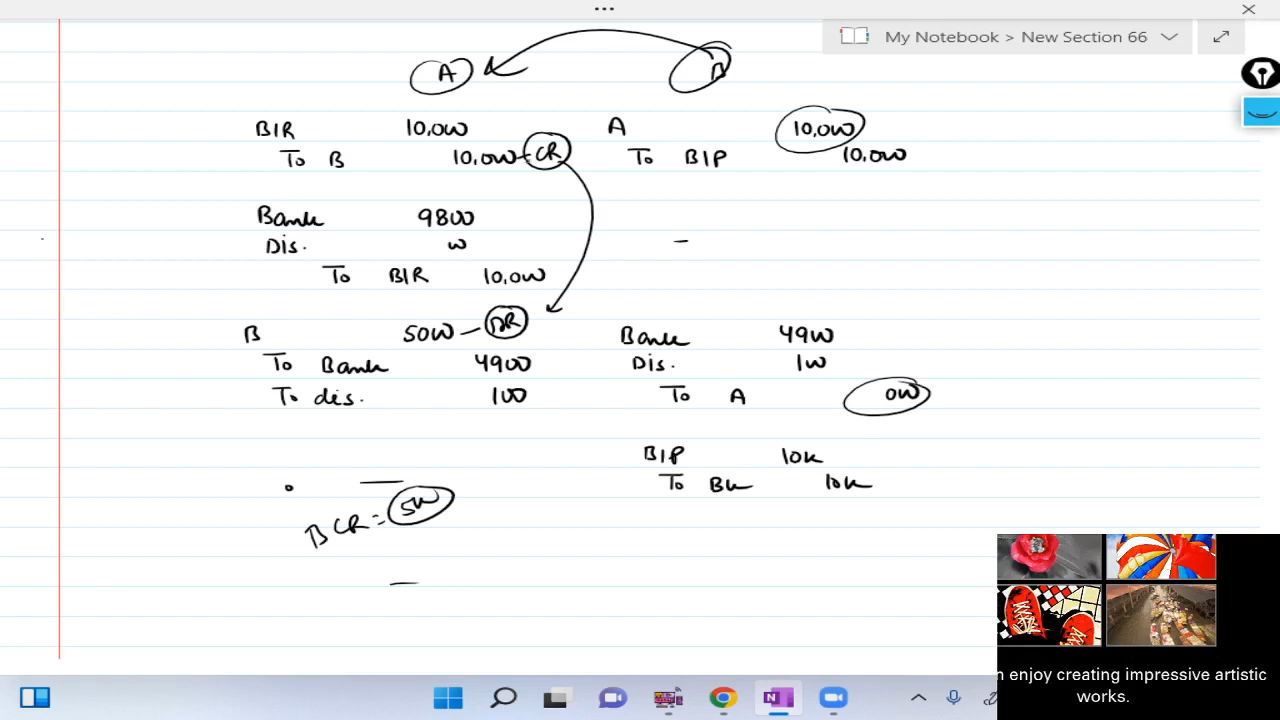 My Notebook > New Section 66
A B
B/R 10,000 A 10,000
To B 10,000 - CR To B/P 10,000
Bank 9800
Dis. 00 –
To B/R 10,000
B 5000 – DR Bank 4900
To Bank 4900 Dis. 100
To dis. 100 To A 000
B/P 10k
To Bk 10k
B CR = 5000
n enjoy creating impressive artistic
works.